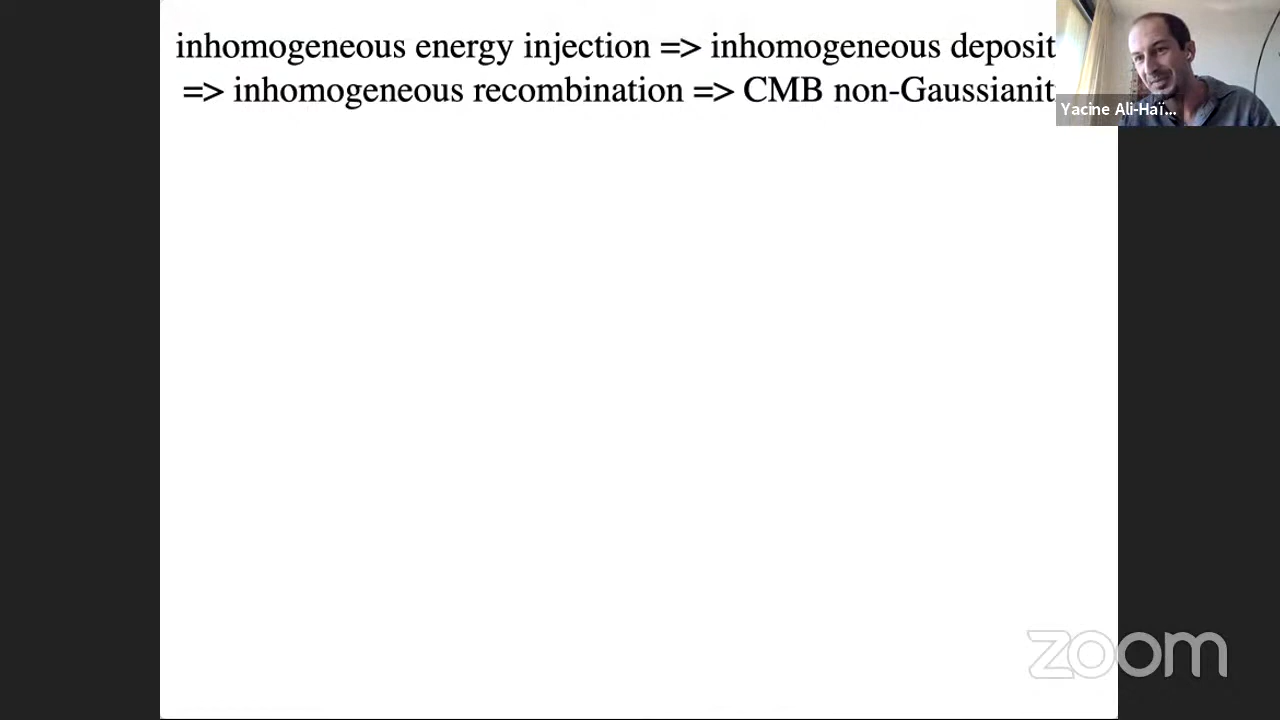 inhomogeneous energy injection => inhomogeneous deposit
=> inhomogeneous recombination => CMB non-Gaussianit
Yacine Ali-Haï...
zoom